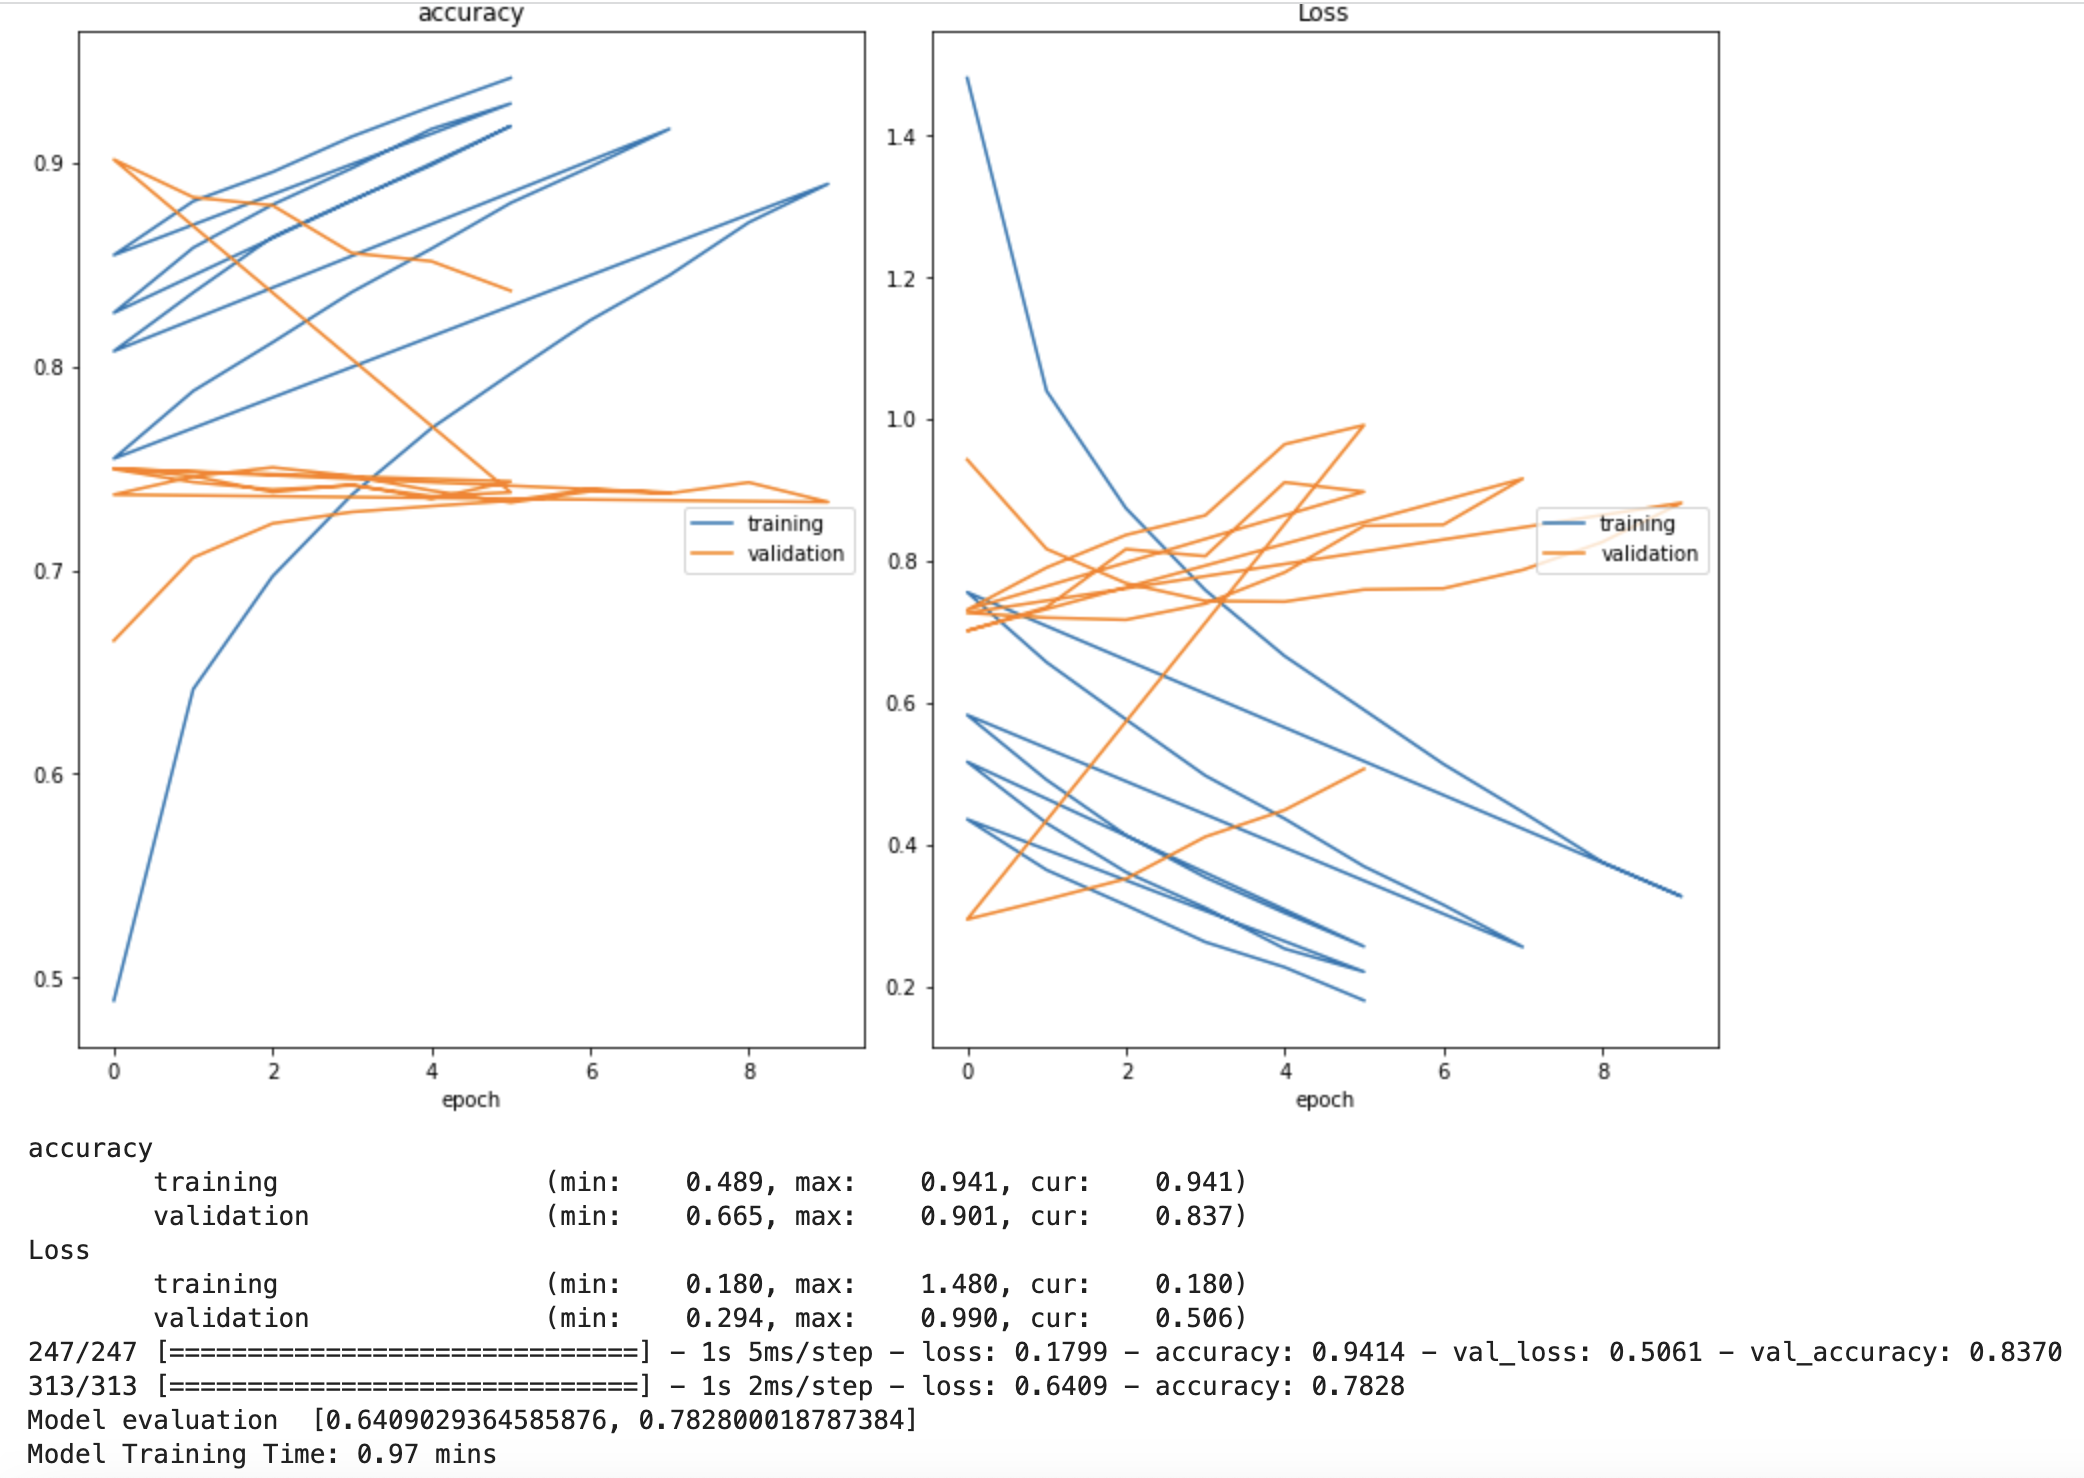 accuracy
Loss
0.9
0.8
0.7
0.6
0.5
0 2 4 6 8
epoch
training
validation
1.4
1.2
1.0
0.8
0.6
0.4
0.2
0 2 4 6 8
epoch
training
validation
accuracy
training (min: 0.489, max: 0.941, cur: 0.941)
validation (min: 0.665, max: 0.901, cur: 0.837)
Loss
training (min: 0.180, max: 1.480, cur: 0.180)
validation (min: 0.294, max: 0.990, cur: 0.506)
247/247 [==============================] - 1s 5ms/step - loss: 0.1799 - accuracy: 0.9414 - val_loss: 0.5061 - val_accuracy: 0.8370
313/313 [==============================] - 1s 2ms/step - loss: 0.6409 - accuracy: 0.7828
Model evaluation [0.6409029364585876, 0.782800018787384]
Model Training Time: 0.97 mins